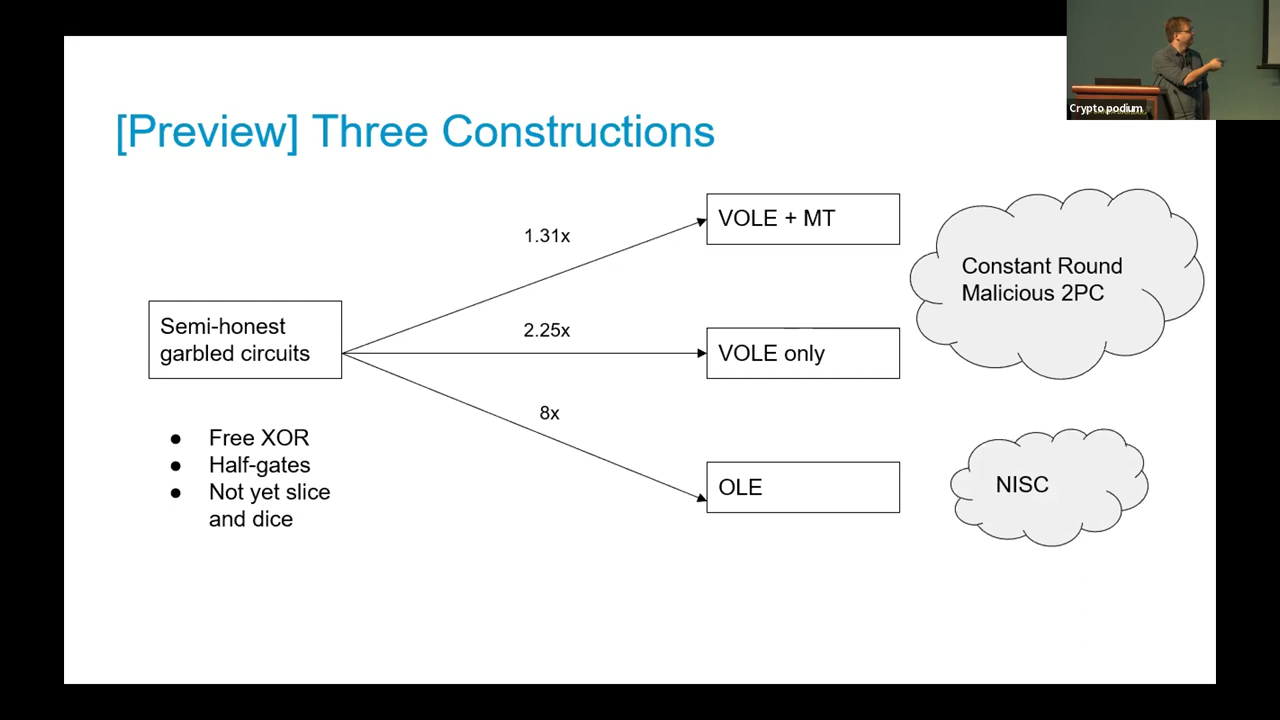 Crypto podium
[Preview] Three Constructions
1.31x
VOLE + MT
Constant Round
Malicious 2PC
Semi-honest
garbled circuits
2.25x
VOLE only
8x
OLE
NISC
● Free XOR
● Half-gates
● Not yet slice
and dice